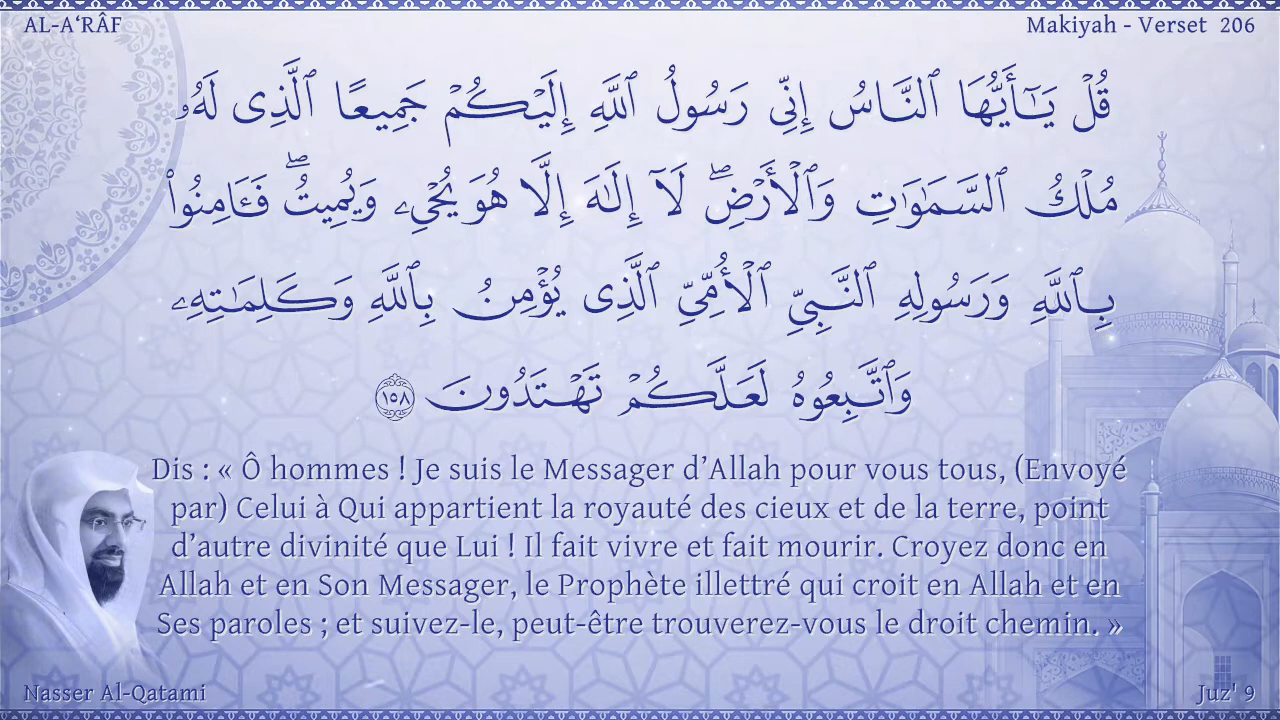 AL-A‘RÂF
Makiyah - Verset 206
قُلْ يَـٰٓأَيُّهَا ٱلنَّاسُ إِنِّى رَسُولُ ٱللَّهِ إِلَيْكُمْ جَمِيعًا ٱلَّذِى لَهُۥ
مُلْكُ ٱلسَّمَـٰوَٰتِ وَٱلْأَرْضِ ۖ لَآ إِلَـٰهَ إِلَّا هُوَ يُحْىِۦ وَيُمِيتُ ۖ فَـَٔامِنُوا۟
بِٱللَّهِ وَرَسُولِهِ ٱلنَّبِىِّ ٱلْأُمِّىِّ ٱلَّذِى يُؤْمِنُ بِٱللَّهِ وَكَلِمَـٰتِهِۦ
وَٱتَّبِعُوهُ لَعَلَّكُمْ تَهْتَدُونَ ١٥٨
Dis : « Ô hommes ! Je suis le Messager d’Allah pour vous tous, (Envoyé
par) Celui à Qui appartient la royauté des cieux et de la terre, point
d’autre divinité que Lui ! Il fait vivre et fait mourir. Croyez donc en
Allah et en Son Messager, le Prophète illettré qui croit en Allah et en
Ses paroles ; et suivez-le, peut-être trouverez-vous le droit chemin. »
Nasser Al-Qatami
Juz' 9